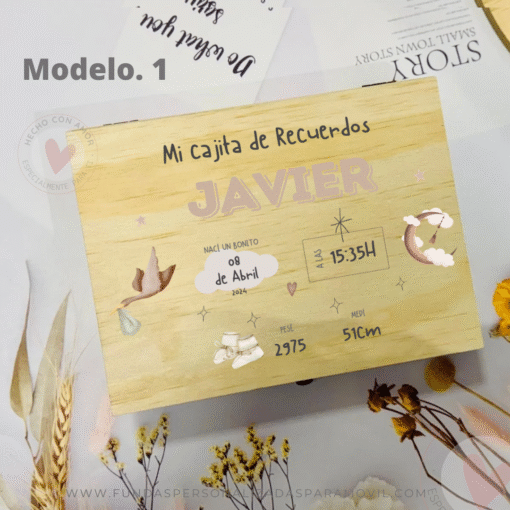 Do what you
STORY
SMALL TOWN STORY
STORY
Modelo. 1
HECHO CON AMOR
Mi cajita de Recuerdos
JAVIER
NACÍ UN BONITO
08
de Abril
2024
A LAS
15:35H
PESÉ
2975
MEDÍ
51cm
WWW.FUNDASPERSONALIZADASPARAMOVIL.COM